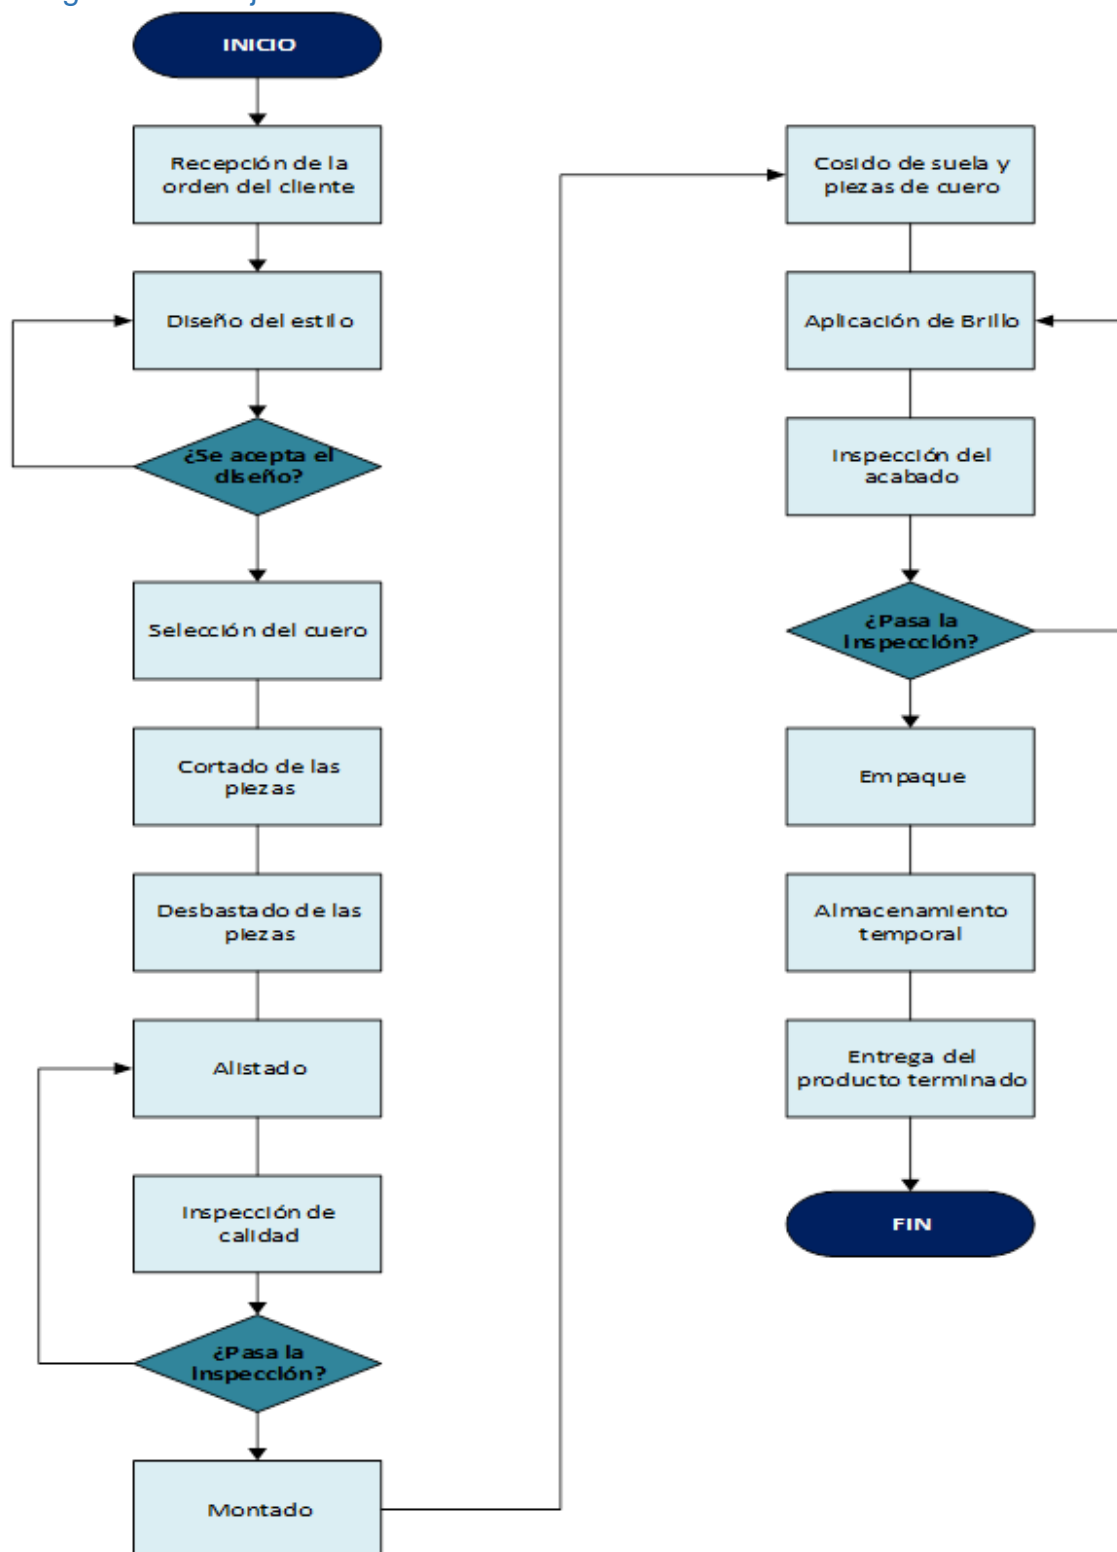 INICIO
Recepción de la
orden del cliente
Diseño del estilo
¿Se acepta el
diseño?
Selección del cuero
Cortado de las
piezas
Desbastado de las
piezas
Alistado
Inspección de
calidad
¿Pasa la
Inspección?
Montado
Cosido de suela y
piezas de cuero
Aplicación de Brillo
Inspección del
acabado
¿Pasa la
Inspección?
Empaque
Almacenamiento
temporal
Entrega del
producto terminado
FIN